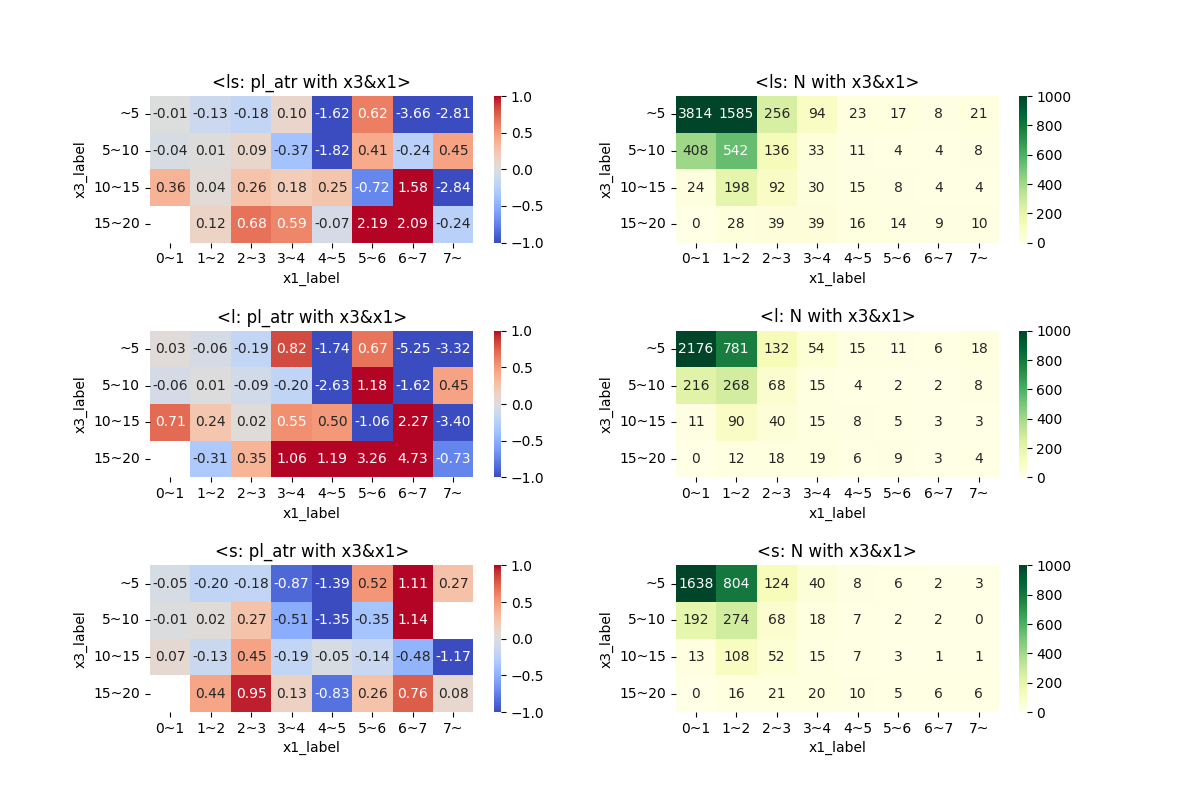 <ls: pl_atr with x3&x1>
x3_label
~5 -0.01 -0.13 -0.18 0.10 -1.62 0.62 -3.66 -2.81
5~10 -0.04 0.01 0.09 -0.37 -1.82 0.41 -0.24 0.45
10~15 0.36 0.04 0.26 0.18 0.25 -0.72 1.58 -2.84
15~20 0.12 0.68 0.59 -0.07 2.19 2.09 -0.24
0~1 1~2 2~3 3~4 4~5 5~6 6~7 7~
x1_label
1.0
0.5
0.0
−0.5
−1.0
<ls: N with x3&x1>
x3_label
~5 3814 1585 256 94 23 17 8 21
5~10 408 542 136 33 11 4 4 8
10~15 24 198 92 30 15 8 4 4
15~20 0 28 39 39 16 14 9 10
0~1 1~2 2~3 3~4 4~5 5~6 6~7 7~
x1_label
1000
800
600
400
200
0
<l: pl_atr with x3&x1>
x3_label
~5 0.03 -0.06 -0.19 0.82 -1.74 0.67 -5.25 -3.32
5~10 -0.06 0.01 -0.09 -0.20 -2.63 1.18 -1.62 0.45
10~15 0.71 0.24 0.02 0.55 0.50 -1.06 2.27 -3.40
15~20 -0.31 0.35 1.06 1.19 3.26 4.73 -0.73
0~1 1~2 2~3 3~4 4~5 5~6 6~7 7~
x1_label
1.0
0.5
0.0
−0.5
−1.0
<l: N with x3&x1>
x3_label
~5 2176 781 132 54 15 11 6 18
5~10 216 268 68 15 4 2 2 8
10~15 11 90 40 15 8 5 3 3
15~20 0 12 18 19 6 9 3 4
0~1 1~2 2~3 3~4 4~5 5~6 6~7 7~
x1_label
1000
800
600
400
200
0
<s: pl_atr with x3&x1>
x3_label
~5 -0.05 -0.20 -0.18 -0.87 -1.39 0.52 1.11 0.27
5~10 -0.01 0.02 0.27 -0.51 -1.35 -0.35 1.14
10~15 0.07 -0.13 0.45 -0.19 -0.05 -0.14 -0.48 -1.17
15~20 0.44 0.95 0.13 -0.83 0.26 0.76 0.08
0~1 1~2 2~3 3~4 4~5 5~6 6~7 7~
x1_label
1.0
0.5
0.0
−0.5
−1.0
<s: N with x3&x1>
x3_label
~5 1638 804 124 40 8 6 2 3
5~10 192 274 68 18 7 2 2 0
10~15 13 108 52 15 7 3 1 1
15~20 0 16 21 20 10 5 6 6
0~1 1~2 2~3 3~4 4~5 5~6 6~7 7~
x1_label
1000
800
600
400
200
0